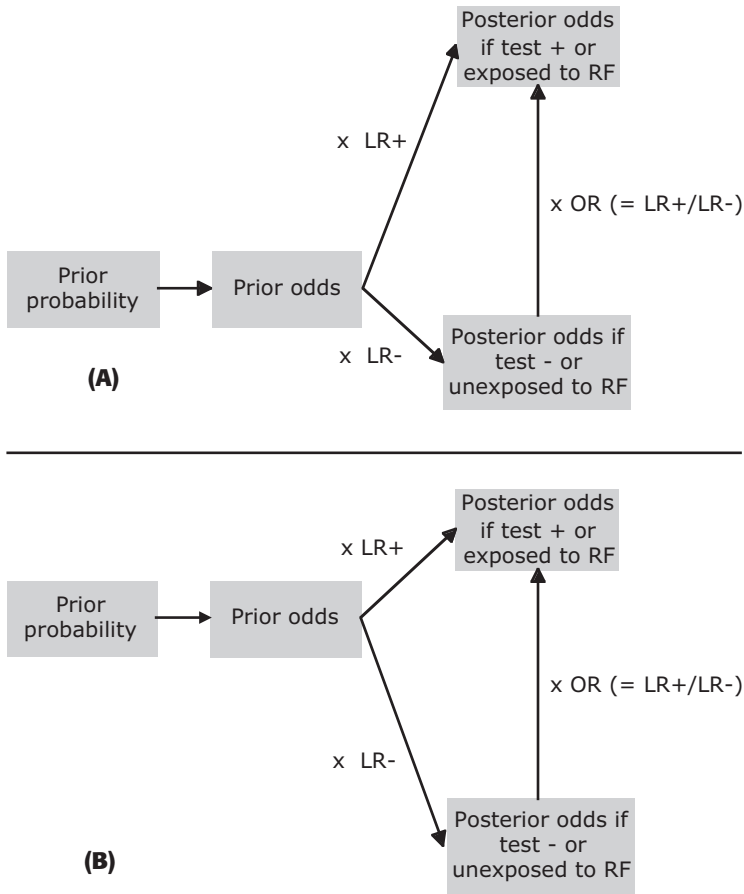 Posterior odds
if test + or
exposed to RF
x LR+
x OR (= LR+/LR-)
Prior
probability
Prior odds
x LR-
Posterior odds if
test - or
unexposed to RF
(A)
Posterior odds
if test + or
exposed to RF
x LR+
Prior
probability
Prior odds
x OR (= LR+/LR-)
x LR-
Posterior odds if
test - or
unexposed to RF
(B)